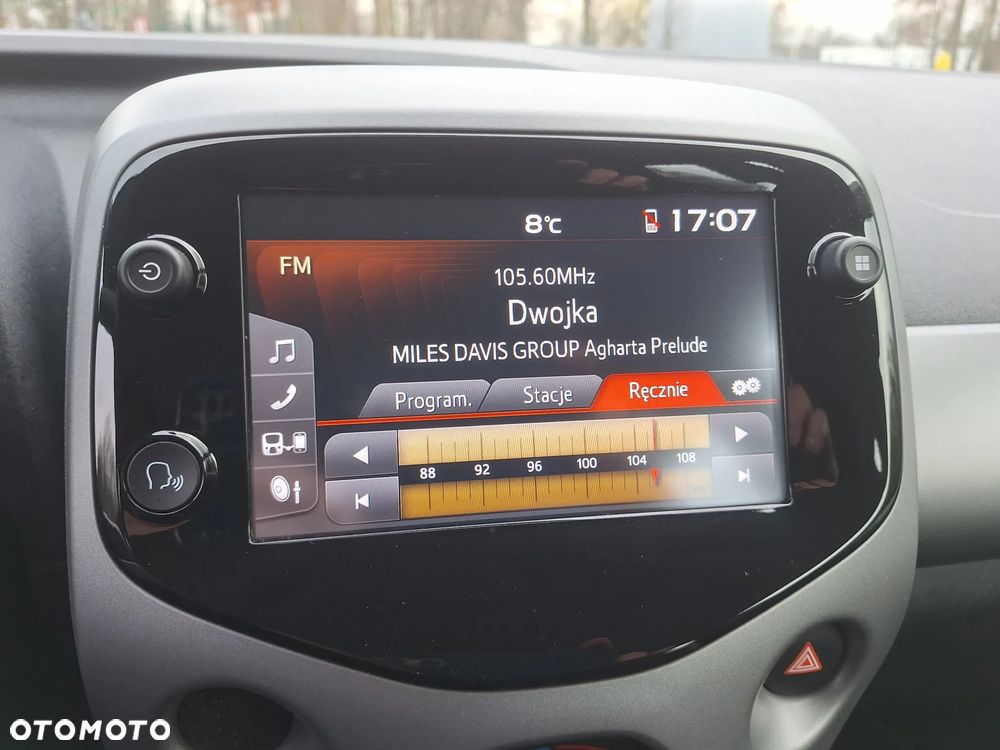 8°C 17:07
FM
105.60MHz
Dwojka
MILES DAVIS GROUP Agharta Prelude
Program. Stacje Ręcznie
88 92 96 100 104 108
OTOMOTO